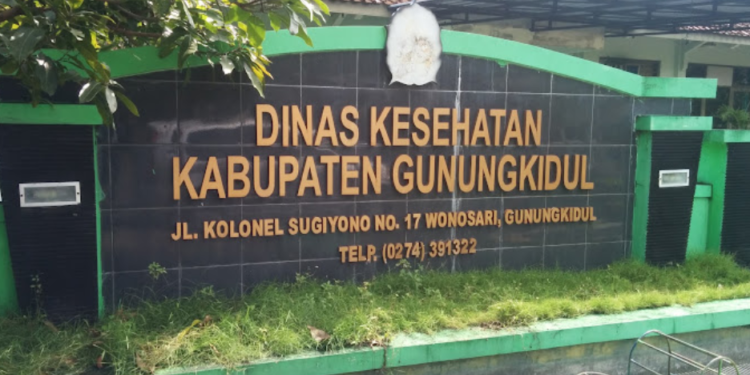 DINAS KESEHATAN
KABUPATEN GUNUNGKIDUL
JL. KOLONEL SUGIYONO NO. 17 WONOSARI, GUNUNGKIDUL
TELP. (0274) 391322